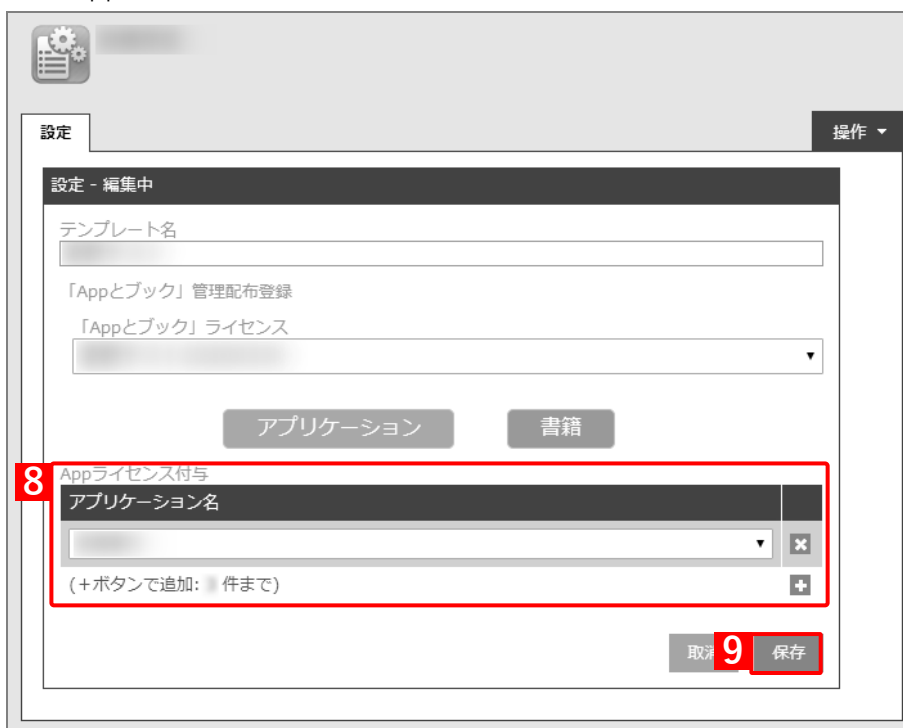 設定
操作
設定 - 編集中
テンプレート名
「Appとブック」管理配布登録
「Appとブック」ライセンス
アプリケーション 書籍
8
Appライセンス付与
アプリケーション名
(+ボタンで追加: 件まで)
9 保存